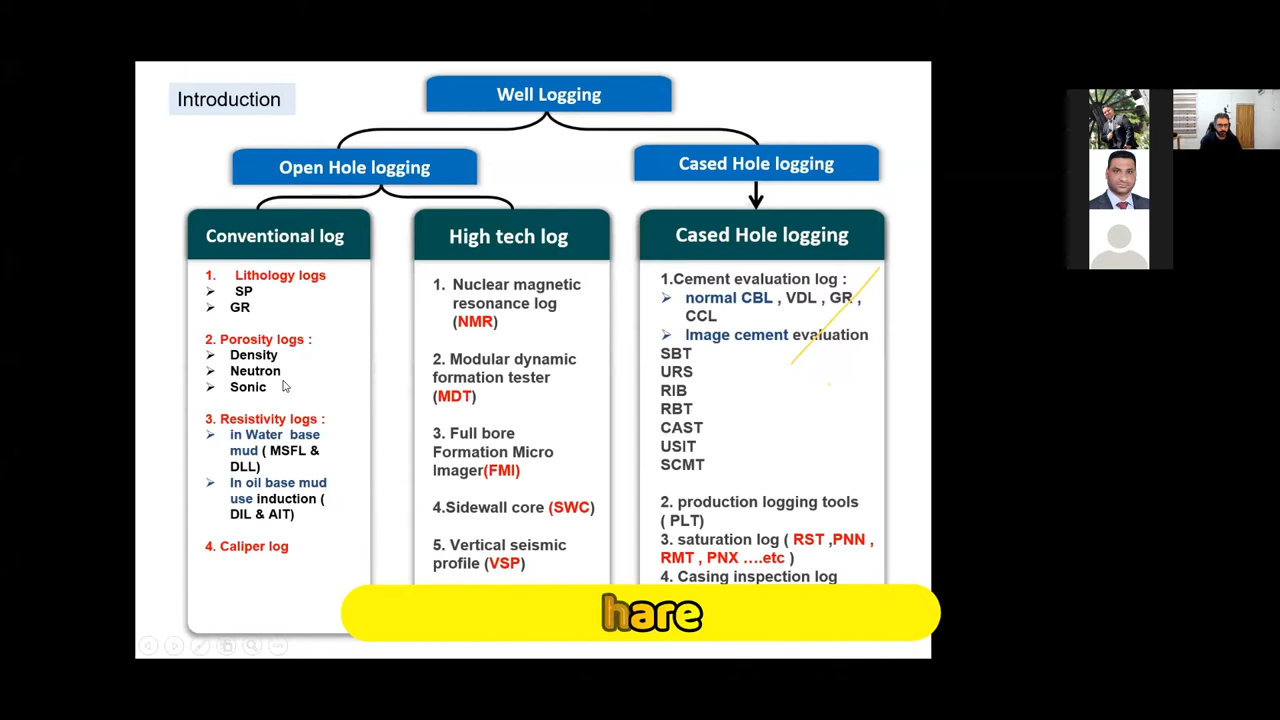 Introduction
Well Logging
Open Hole logging
Cased Hole logging
Conventional log
1. Lithology logs
SP
GR
2. Porosity logs :
Density
Neutron
Sonic
3. Resistivity logs :
in Water base
mud ( MSFL &
DLL)
In oil base mud
use induction (
DIL & AIT)
4. Caliper log
High tech log
1. Nuclear magnetic
resonance log
(NMR)
2. Modular dynamic
formation tester
(MDT)
3. Full bore
Formation Micro
Imager(FMI)
4.Sidewall core (SWC)
5. Vertical seismic
profile (VSP)
Cased Hole logging
1.Cement evaluation log :
normal CBL , VDL , GR ,
CCL
Image cement evaluation
SBT
URS
RIB
RBT
CAST
USIT
SCMT
2. production logging tools
( PLT)
3. saturation log ( RST ,PNN ,
RMT , PNX ....etc )
4. Casing inspection log
hare